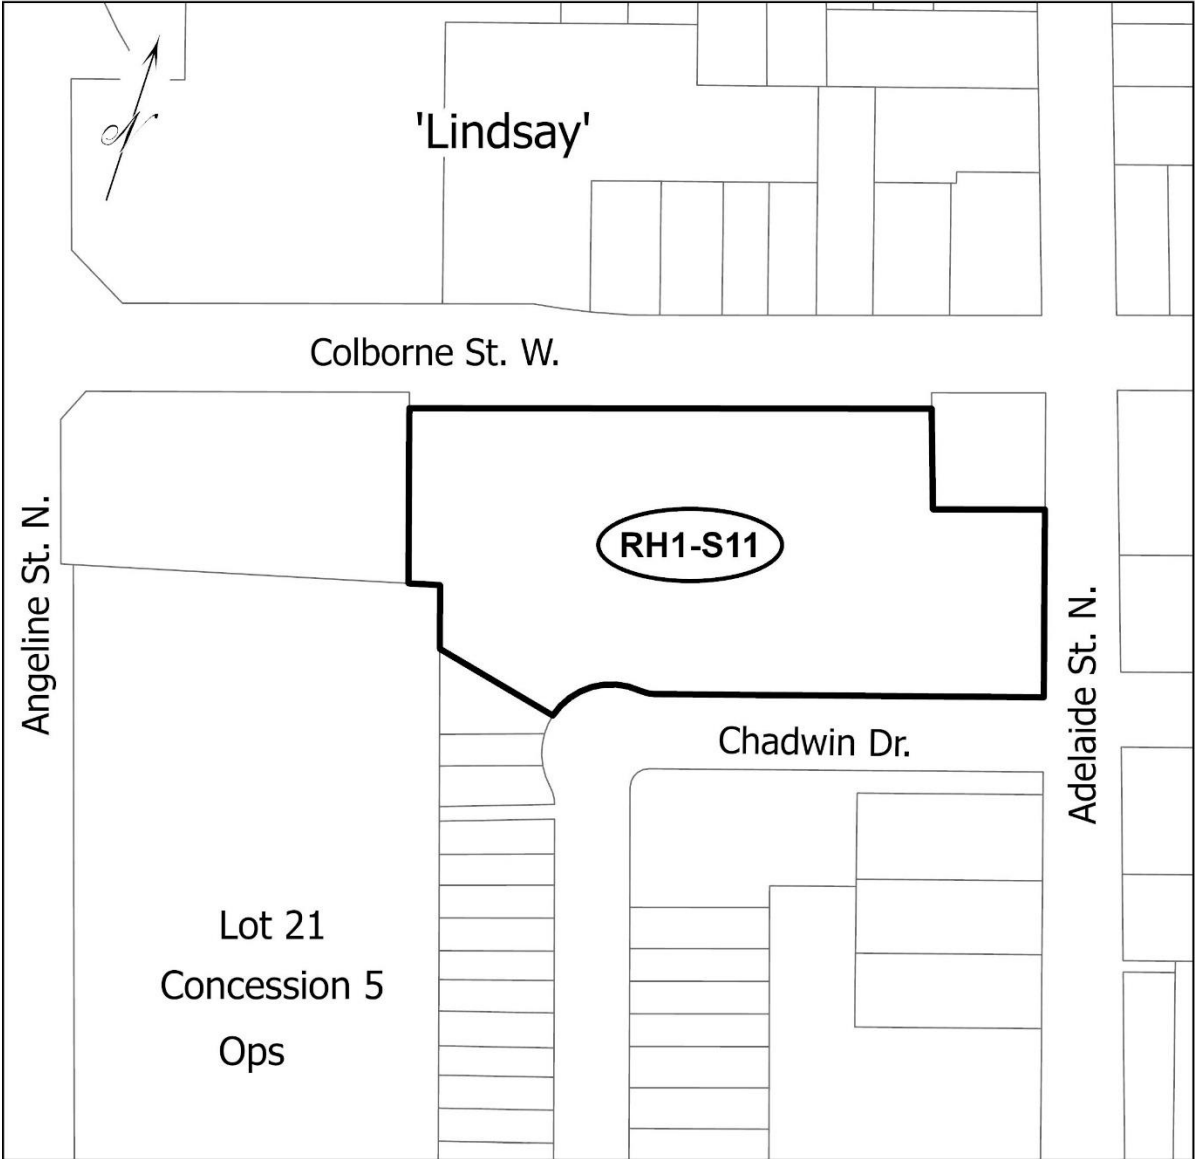 N
'Lindsay'
Colborne St. W.
Angeline St. N.
RH1-S11
Adelaide St. N.
Chadwin Dr.
Lot 21
Concession 5
Ops